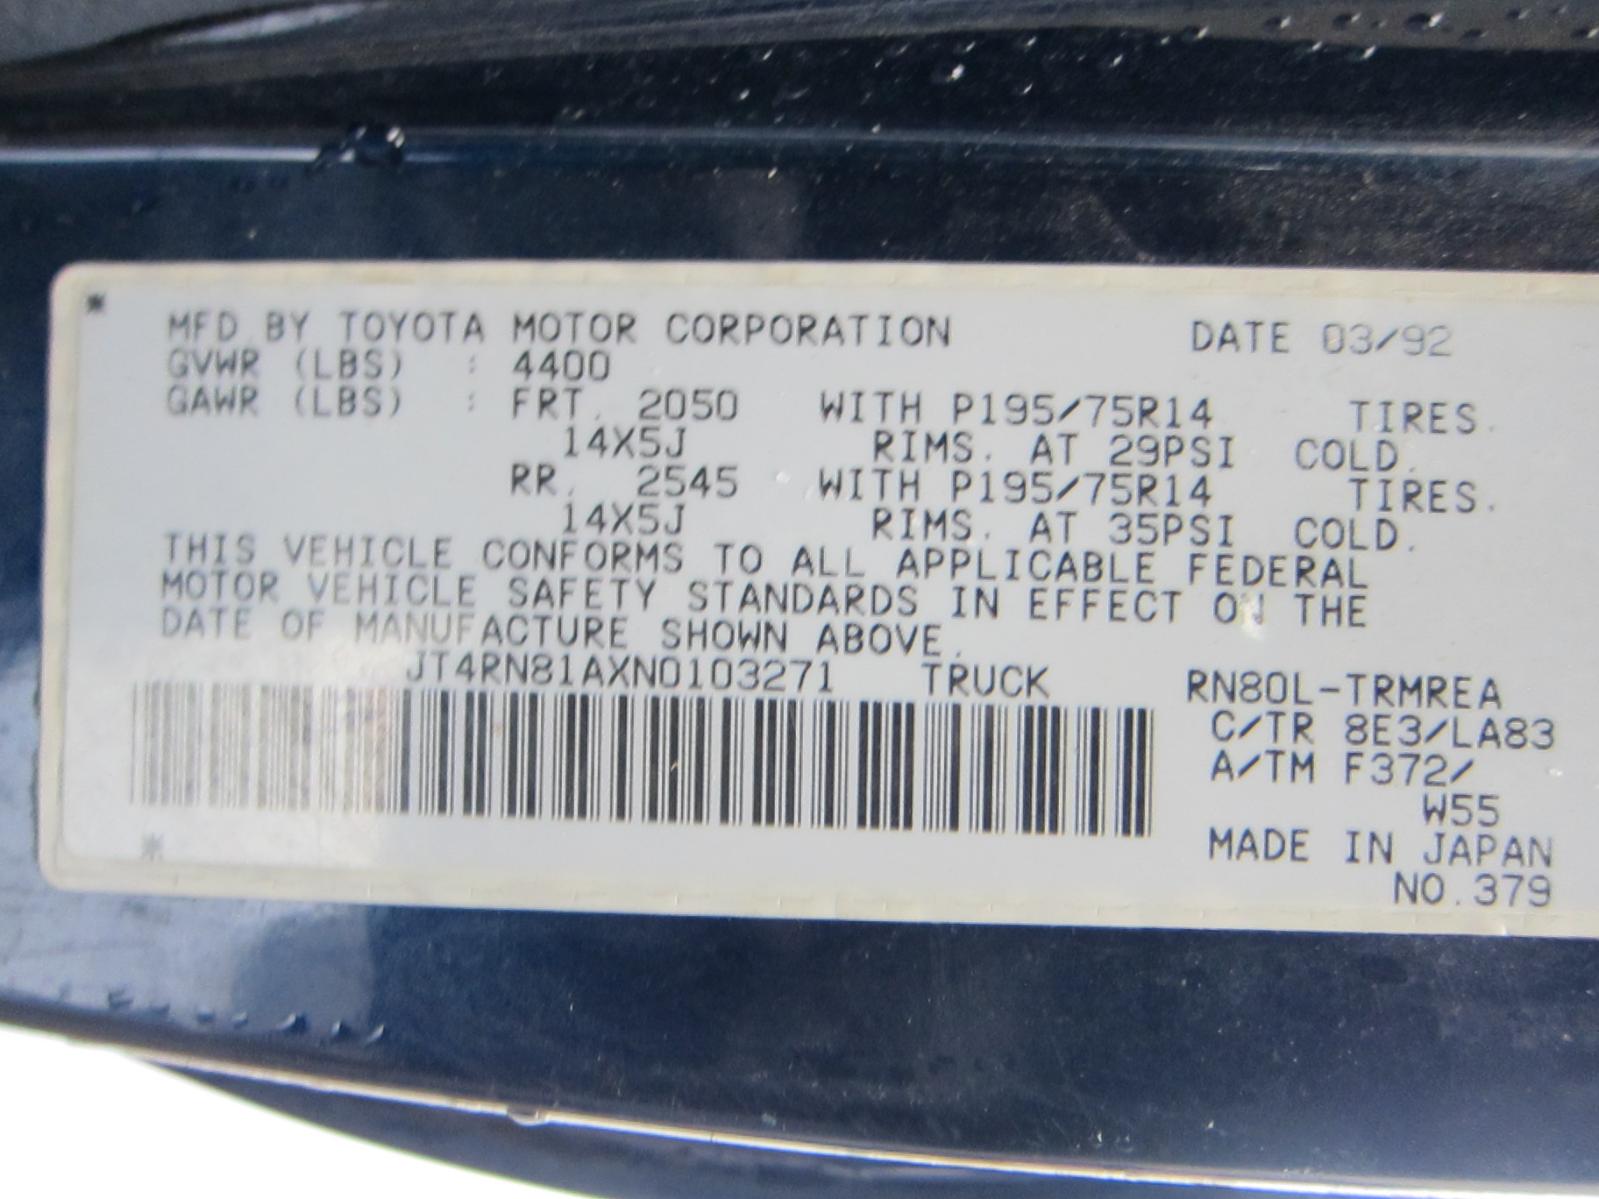 MFD BY TOYOTA MOTOR CORPORATION DATE 03/92
GVWR (LBS) : 4400
GAWR (LBS) : FRT. 2050 WITH P195/75R14 TIRES.
14X5J RIMS. AT 29PSI COLD.
RR. 2545 WITH P195/75R14 TIRES.
14X5J RIMS. AT 35PSI COLD.
THIS VEHICLE CONFORMS TO ALL APPLICABLE FEDERAL
MOTOR VEHICLE SAFETY STANDARDS IN EFFECT ON THE
DATE OF MANUFACTURE SHOWN ABOVE.
JT4RN81AXN0103271 TRUCK RN80L-TRMREA
C/TR 8E3/LA83
A/TM F372/
W55
MADE IN JAPAN
NO.379